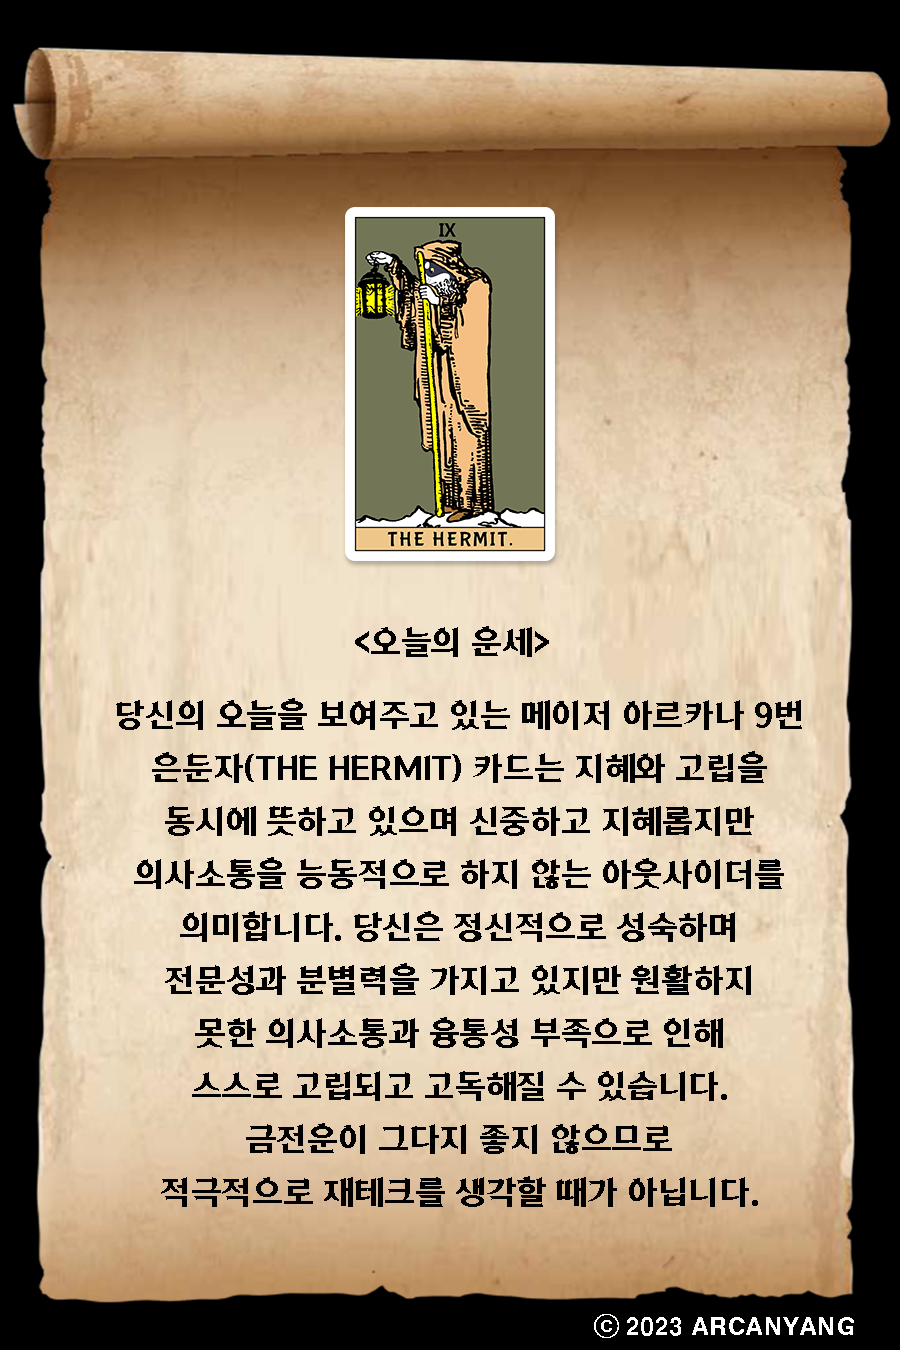 IX
THE HERMIT.
<오늘의 운세>
당신의 오늘을 보여주고 있는 메이저 아르카나 9번
은둔자(THE HERMIT) 카드는 지혜와 고립을
동시에 뜻하고 있으며 신중하고 지혜롭지만
의사소통을 능동적으로 하지 않는 아웃사이더를
의미합니다. 당신은 정신적으로 성숙하며
전문성과 분별력을 가지고 있지만 원활하지
못한 의사소통과 융통성 부족으로 인해
스스로 고립되고 고독해질 수 있습니다.
금전운이 그다지 좋지 않으므로
적극적으로 재테크를 생각할 때가 아닙니다.
ⓒ 2023 ARCANYANG